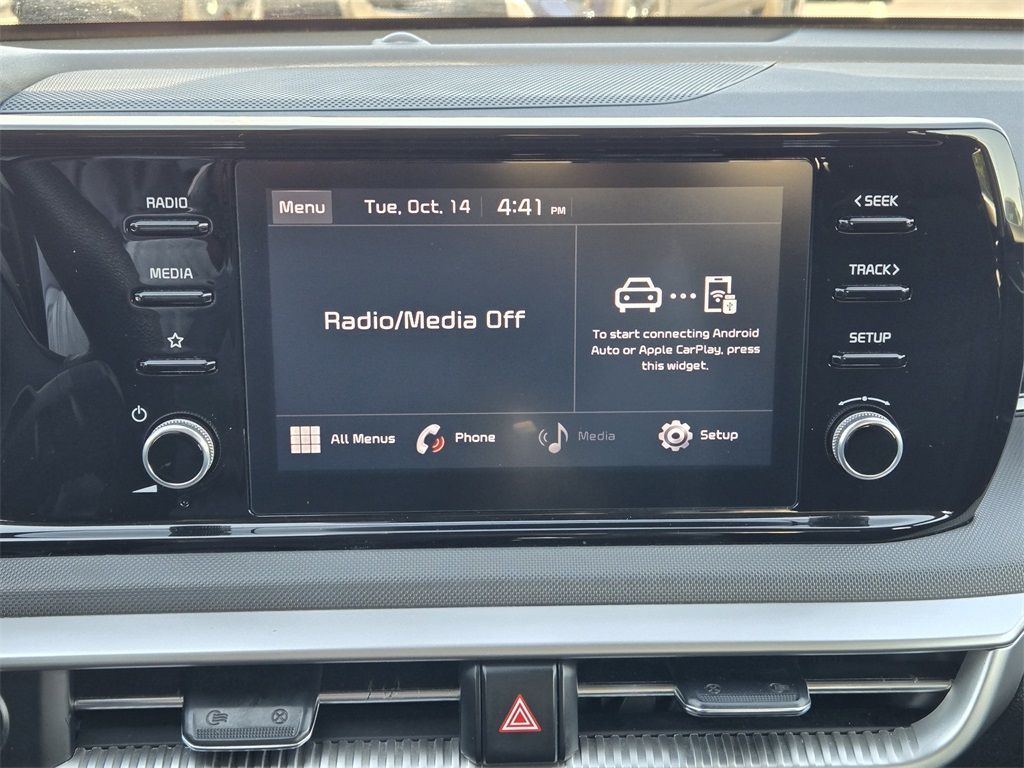 RADIO
MEDIA
Menu
Tue, Oct. 14
4:41 PM
Radio/Media Off
To start connecting Android
Auto or Apple CarPlay, press
this widget.
All Menus
Phone
Media
Setup
< SEEK
TRACK >
SETUP